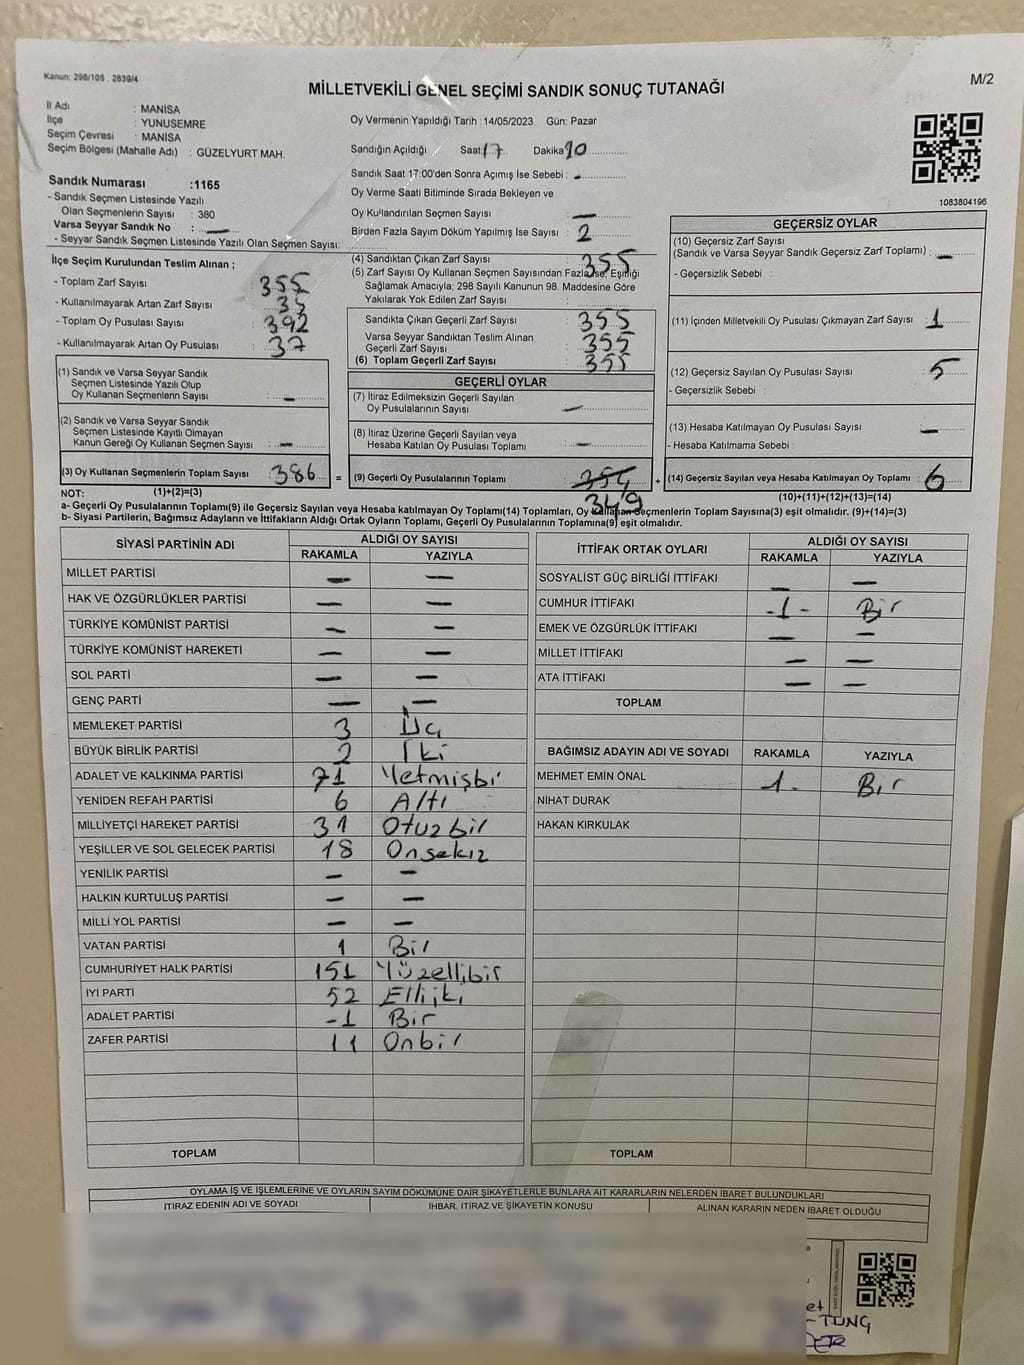 Kanun: 298/105 , 2839/4
M/2
MİLLETVEKİLİ GENEL SEÇİMİ SANDIK SONUÇ TUTANAĞI
İl Adı : MANİSA
İlçe : YUNUSEMRE
Seçim Çevresi : MANİSA
Seçim Bölgesi (Mahalle Adı) : GÜZELYURT MAH.
Sandık Numarası :1165
- Sandık Seçmen Listesinde Yazılı
Olan Seçmenlerin Sayısı : 380
Varsa Seyyar Sandık No : —
- Seyyar Sandık Seçmen Listesinde Yazılı Olan Seçmen Sayısı:
Oy Vermenin Yapıldığı Tarih :14/05/2023 Gün: Pazar
Sandığın Açıldığı Saat 17 Dakika
Sandık Saat 17:00'den Sonra Açımış İse Sebebi : -
Oy Verme Saati Bitiminde Sırada Bekleyen ve
Oy Kullandırılan Seçmen Sayısı : —
Birden Fazla Sayım Döküm Yapılmış İse Sayısı : 2
1083804196
İlçe Seçim Kurulundan Teslim Alınan ;
- Toplam Zarf Sayısı : 355
- Kullanılmayarak Artan Zarf Sayısı : 35
- Toplam Oy Pusulası Sayısı : 392
- Kullanılmayarak Artan Oy Pusulası : 37
(4) Sandıktan Çıkan Zarf Sayısı : 355
(5) Zarf Sayısı Oy Kullanan Seçmen Sayısından Fazla ise, Eşitliği
Sağlamak Amacıyla; 298 Sayılı Kanunun 98. Maddesine Göre
Yakılarak Yok Edilen Zarf Sayısı :
Sandıkta Çıkan Geçerli Zarf Sayısı : 355
Varsa Seyyar Sandıktan Teslim Alınan
Geçerli Zarf Sayısı : 355
(6) Toplam Geçerli Zarf Sayısı : 355
GEÇERSİZ OYLAR
(10) Geçersiz Zarf Sayısı
(Sandık ve Varsa Seyyar Sandık Geçersiz Zarf Toplamı) : —
- Geçersizlik Sebebi :
(11) İçinden Milletvekili Oy Pusulası Çıkmayan Zarf Sayısı : 1
(12) Geçersiz Sayılan Oy Pusulası Sayısı : 5
- Geçersizlik Sebebi :
(13) Hesaba Katılmayan Oy Pusulası Sayısı : —
- Hesaba Katılmama Sebebi :
(14) Geçersiz Sayılan veya Hesaba Katılmayan Oy Toplamı : 6
(10)+(11)+(12)+(13)=(14)
(1) Sandık ve Varsa Seyyar Sandık
Seçmen Listesinde Yazılı Olup
Oy Kullanan Seçmenlerin Sayısı : —
(2) Sandık ve Varsa Seyyar Sandık
Seçmen Listesinde Kayıtlı Olmayan
Kanun Gereği Oy Kullanan Seçmen Sayısı : —
(3) Oy Kullanan Seçmenlerin Toplam Sayısı : 386 =
(1)+(2)=(3)
GEÇERLİ OYLAR
(7) İtiraz Edilmeksizin Geçerli Sayılan
Oy Pusulalarının Sayısı : —
(8) İtiraz Üzerine Geçerli Sayılan veya
Hesaba Katılan Oy Pusulası Toplamı : —
(9) Geçerli Oy Pusulalarının Toplamı : 354 +
349
NOT:
a- Geçerli Oy Pusulalarının Toplamı(9) ile Geçersiz Sayılan veya Hesaba katılmayan Oy Toplamı(14) Toplamları, Oy Kullanan Seçmenlerin Toplam Sayısına(3) eşit olmalıdır. (9)+(14)=(3)
b- Siyasi Partilerin, Bağımsız Adayların ve İttifakların Aldığı Ortak Oyların Toplamı, Geçerli Oy Pusulalarının Toplamına(9) eşit olmalıdır.
SİYASİ PARTİNİN ADI ALDIĞI OY SAYISI
RAKAMLA YAZIYLA
MİLLET PARTİSİ — —
HAK VE ÖZGÜRLÜKLER PARTİSİ — —
TÜRKİYE KOMÜNİST PARTİSİ — —
TÜRKİYE KOMÜNİST HAREKETİ — —
SOL PARTİ — —
GENÇ PARTİ — —
MEMLEKET PARTİSİ 3 Üç
BÜYÜK BİRLİK PARTİSİ 2 İki
ADALET VE KALKINMA PARTİSİ 71 Yetmişbi
YENİDEN REFAH PARTİSİ 6 Altı
MİLLİYETÇİ HAREKET PARTİSİ 31 Otuzbir
YEŞİLLER VE SOL GELECEK PARTİSİ 18 Onsekiz
YENİLİK PARTİSİ — —
HALKIN KURTULUŞ PARTİSİ — —
MİLLİ YOL PARTİSİ — —
VATAN PARTİSİ 1 Bir
CUMHURİYET HALK PARTİSİ 151 Yüzellibir
İYİ PARTİ 52 Elliiki
ADALET PARTİSİ -1 Bir
ZAFER PARTİSİ 11 Onbir
TOPLAM
İTTİFAK ORTAK OYLARI ALDIĞI OY SAYISI
RAKAMLA YAZIYLA
SOSYALİST GÜÇ BİRLİĞİ İTTİFAKI — —
CUMHUR İTTİFAKI -1- Bir
EMEK VE ÖZGÜRLÜK İTTİFAKI — —
MİLLET İTTİFAKI — —
ATA İTTİFAKI — —
TOPLAM
BAĞIMSIZ ADAYIN ADI VE SOYADI RAKAMLA YAZIYLA
MEHMET EMİN ÖNAL 1- Bir
NİHAT DURAK
HAKAN KIRKULAK
TOPLAM
OYLAMA İŞ VE İŞLEMLERİNE VE OYLARIN SAYIM DÖKÜMÜNE DAİR ŞİKAYETLERLE BUNLARA AİT KARARLARIN NELERDEN İBARET BULUNDUKLARI
İTİRAZ EDENİN ADI VE SOYADI İHBAR, İTİRAZ VE ŞİKAYETİN KONUSU ALINAN KARARIN NEDEN İBARET OLDUĞU
et
TUNG